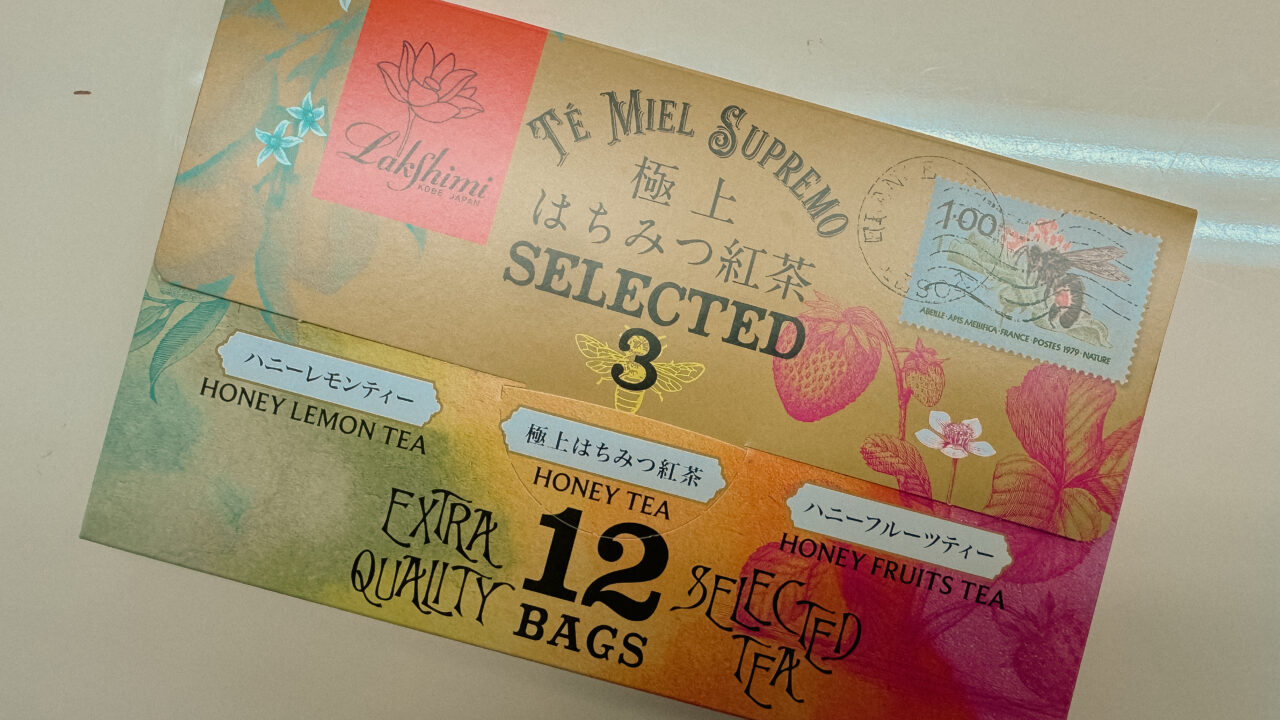 Lakshimi
KOBE JAPAN
TÉ MIEL SUPREMO
極上
はちみつ紅茶
SELECTED
3
1.00
ABEILLE·APIS MELLIFICA·FRANCE POSTES 1979·NATURE
ハニーレモンティー
HONEY LEMON TEA
極上はちみつ紅茶
HONEY TEA
ハニーフルーツティー
HONEY FRUITS TEA
EXTRA
QUALITY
12
BAGS
SELECTED
TEA